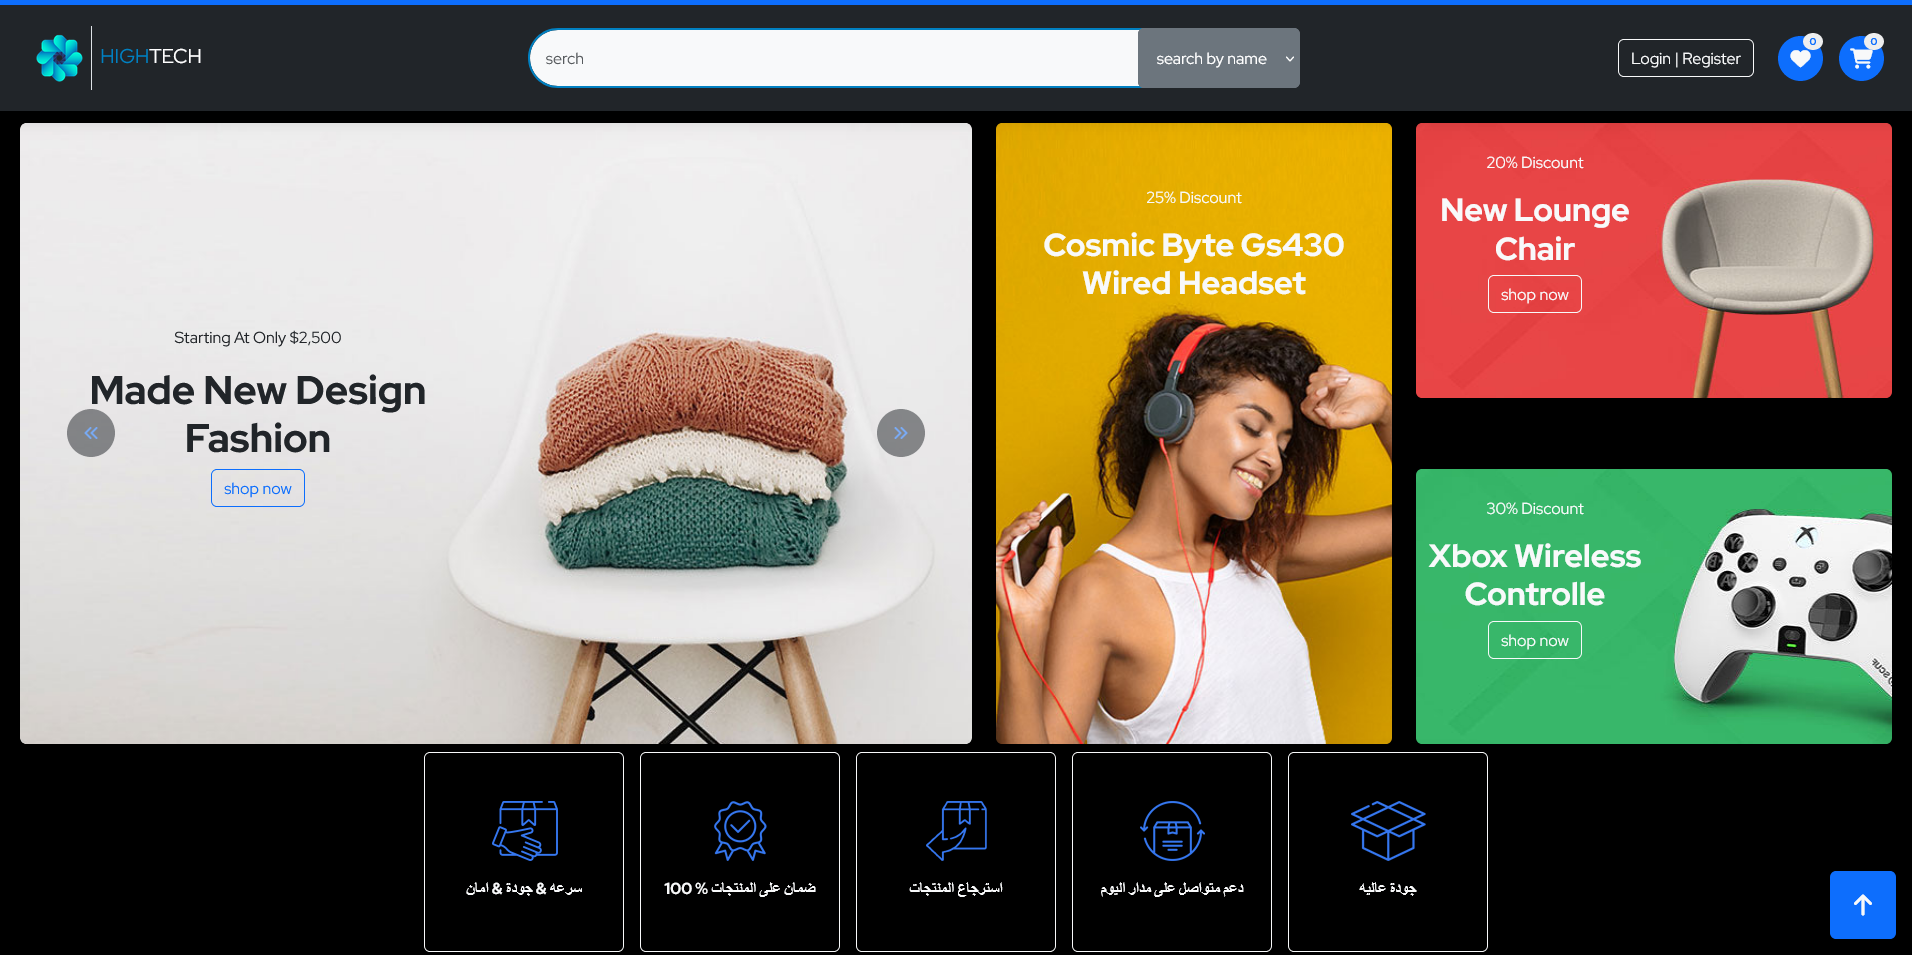 HIGHTECH
serch
search by name
Login | Register
0
0
Starting At Only $2,500
Made New Design
Fashion
shop now
25% Discount
Cosmic Byte Gs430
Wired Headset
20% Discount
New Lounge
Chair
shop now
30% Discount
Xbox Wireless
Controlle
shop now
سرعه & جودة & امان
ضمان على المنتجات % 100
استرجاع المنتجات
دعم متواصل على مدار اليوم
جودة عاليه